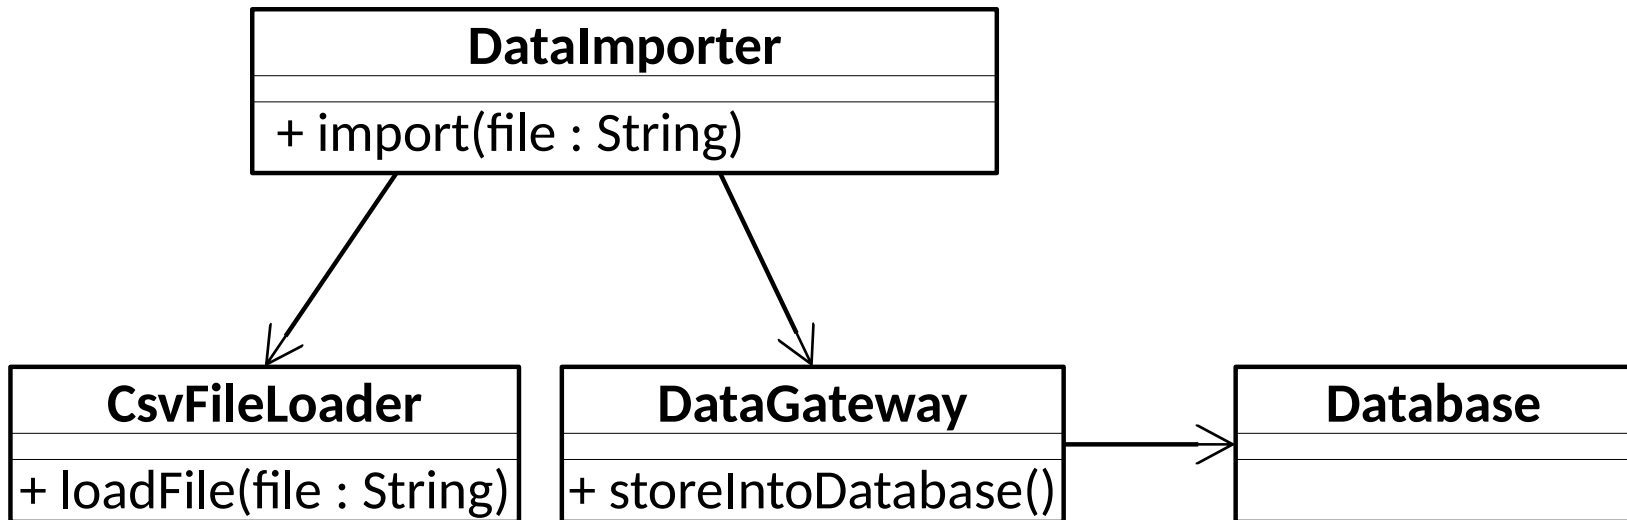 DataImporter
+ import(file : String)
CsvFileLoader
+ loadFile(file : String)
DataGateway
+ storeIntoDatabase()
Database